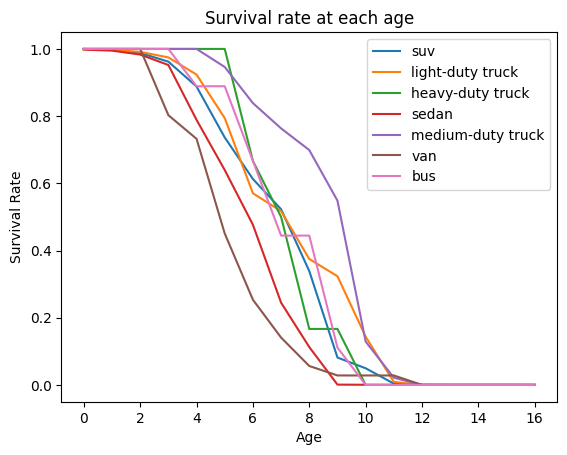 Survival rate at each age
suv
light-duty truck
heavy-duty truck
sedan
medium-duty truck
van
bus
Survival Rate
1.0
0.8
0.6
0.4
0.2
0.0
0 2 4 6 8 10 12 14 16
Age